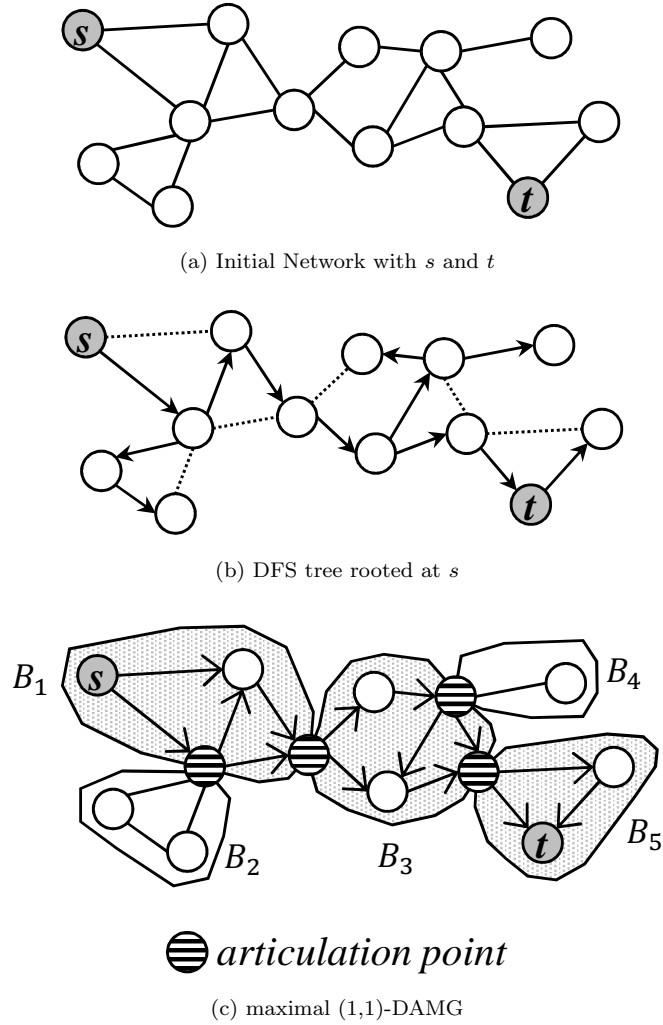 s
t
(a) Initial Network with s and t
s
t
(b) DFS tree rooted at s
B1
s
B4
B2
B3
t
B5
articulation point
(c) maximal (1,1)-DAMG